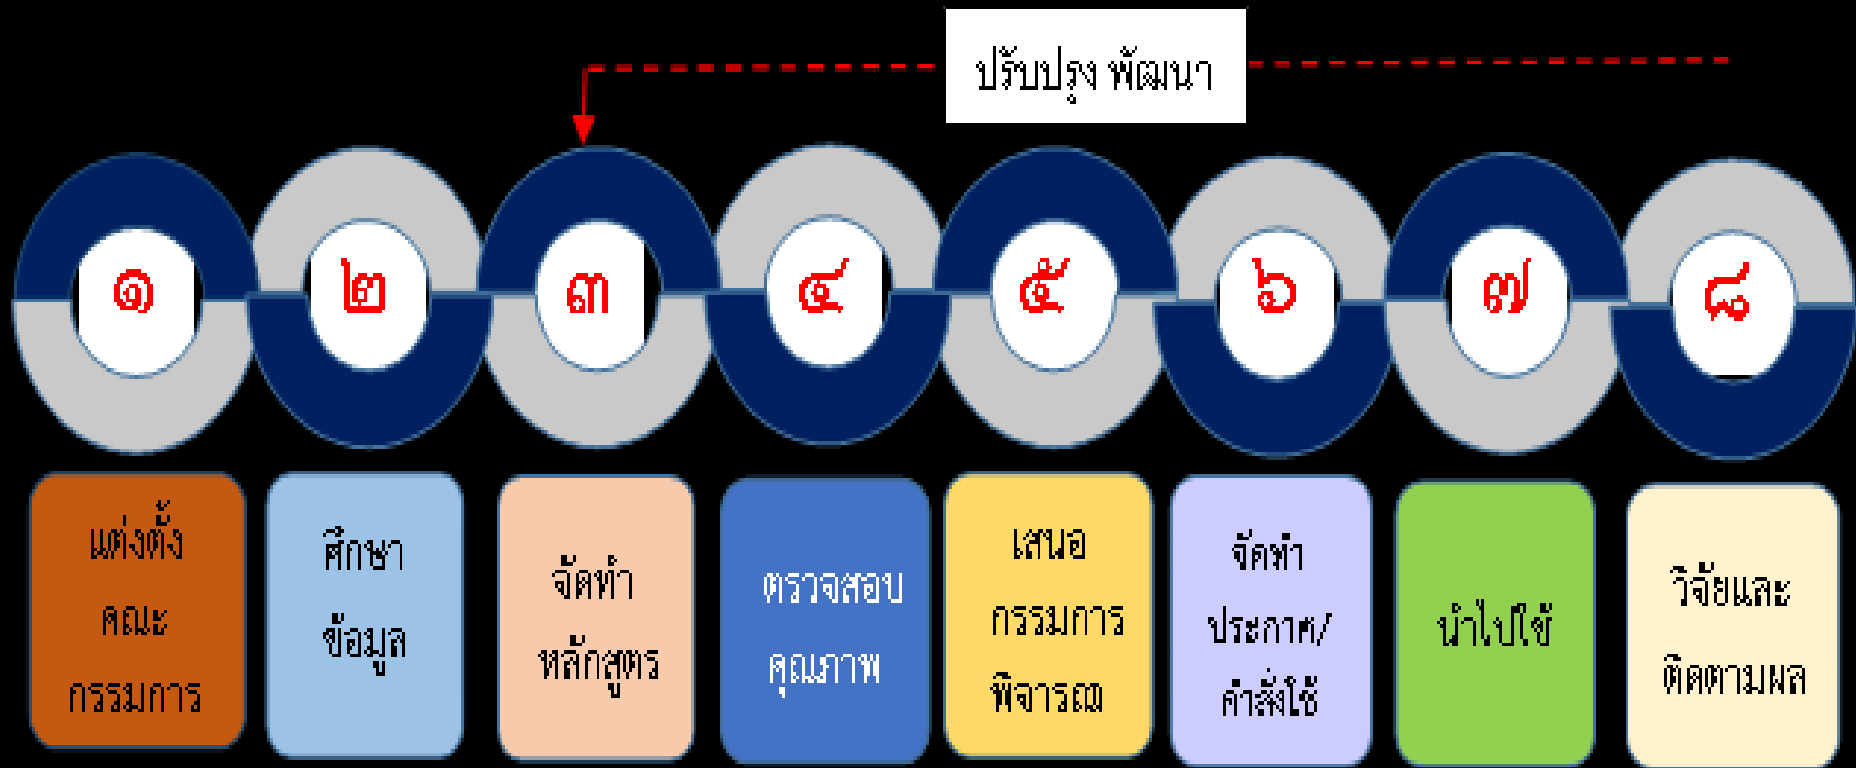 ปรับปรุง พัฒนา
๑
๒
๓
๔
๕
๖
๗
๘
แต่งตั้ง
คณะ
กรรมการ
ศึกษา
ข้อมูล
จัดทำ
หลักสูตร
ตรวจสอบ
คุณภาพ
เสนอ
กรรมการ
พิจารณ
จัดทำ
ประกาศ/
คำสั่งใช้
นำไปใช้
วิจัยและ
ติดตามผล